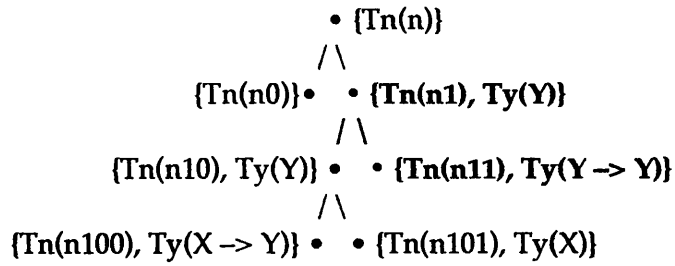 • {Tn(n)}
/ \
{Tn(n0)}• • {Tn(n1), Ty(Y)}
/ \
{Tn(n10), Ty(Y)} • • {Tn(n11), Ty(Y –> Y)}
/ \
{Tn(n100), Ty(X –> Y)} • • {Tn(n101), Ty(X)}